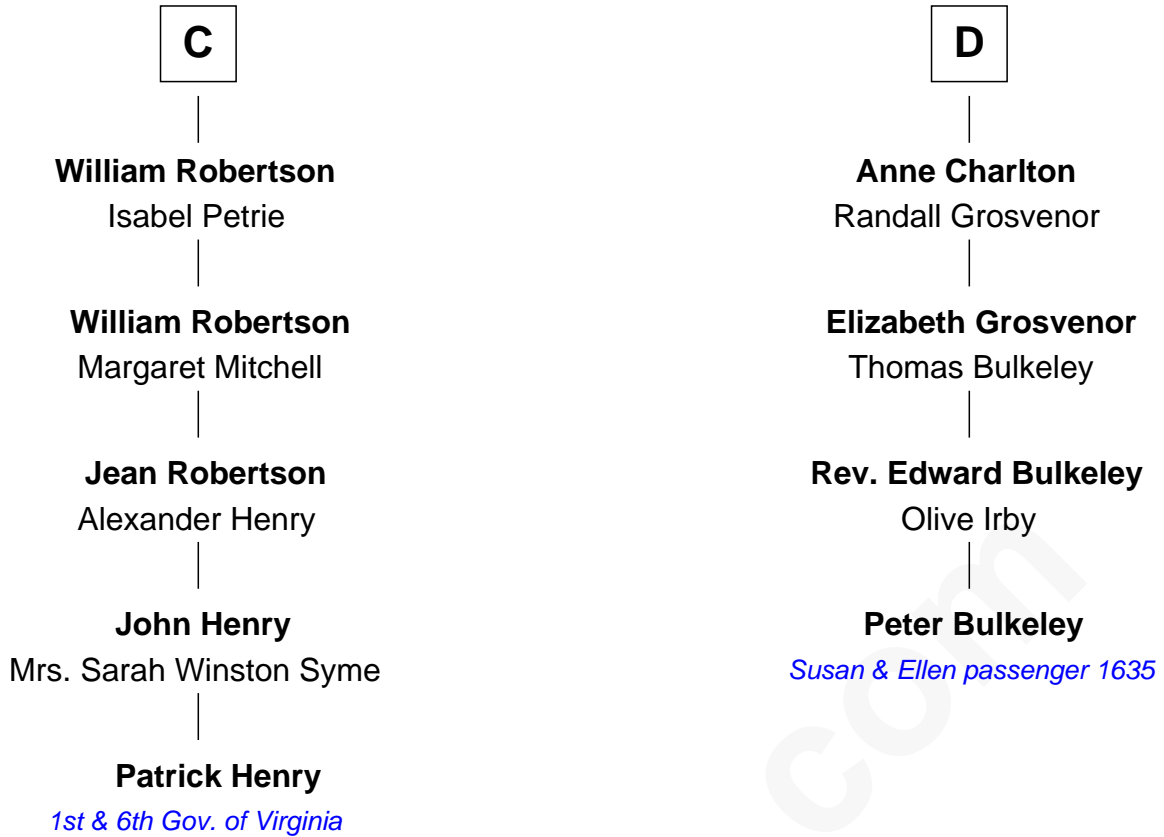 C
William Robertson
Isabel Petrie
William Robertson
Margaret Mitchell
Jean Robertson
Alexander Henry
John Henry
Mrs. Sarah Winston Syme
Patrick Henry
1st & 6th Gov. of Virginia
D
Anne Charlton
Randall Grosvenor
Elizabeth Grosvenor
Thomas Bulkeley
Rev. Edward Bulkeley
Olive Irby
Peter Bulkeley
Susan & Ellen passenger 1635
com